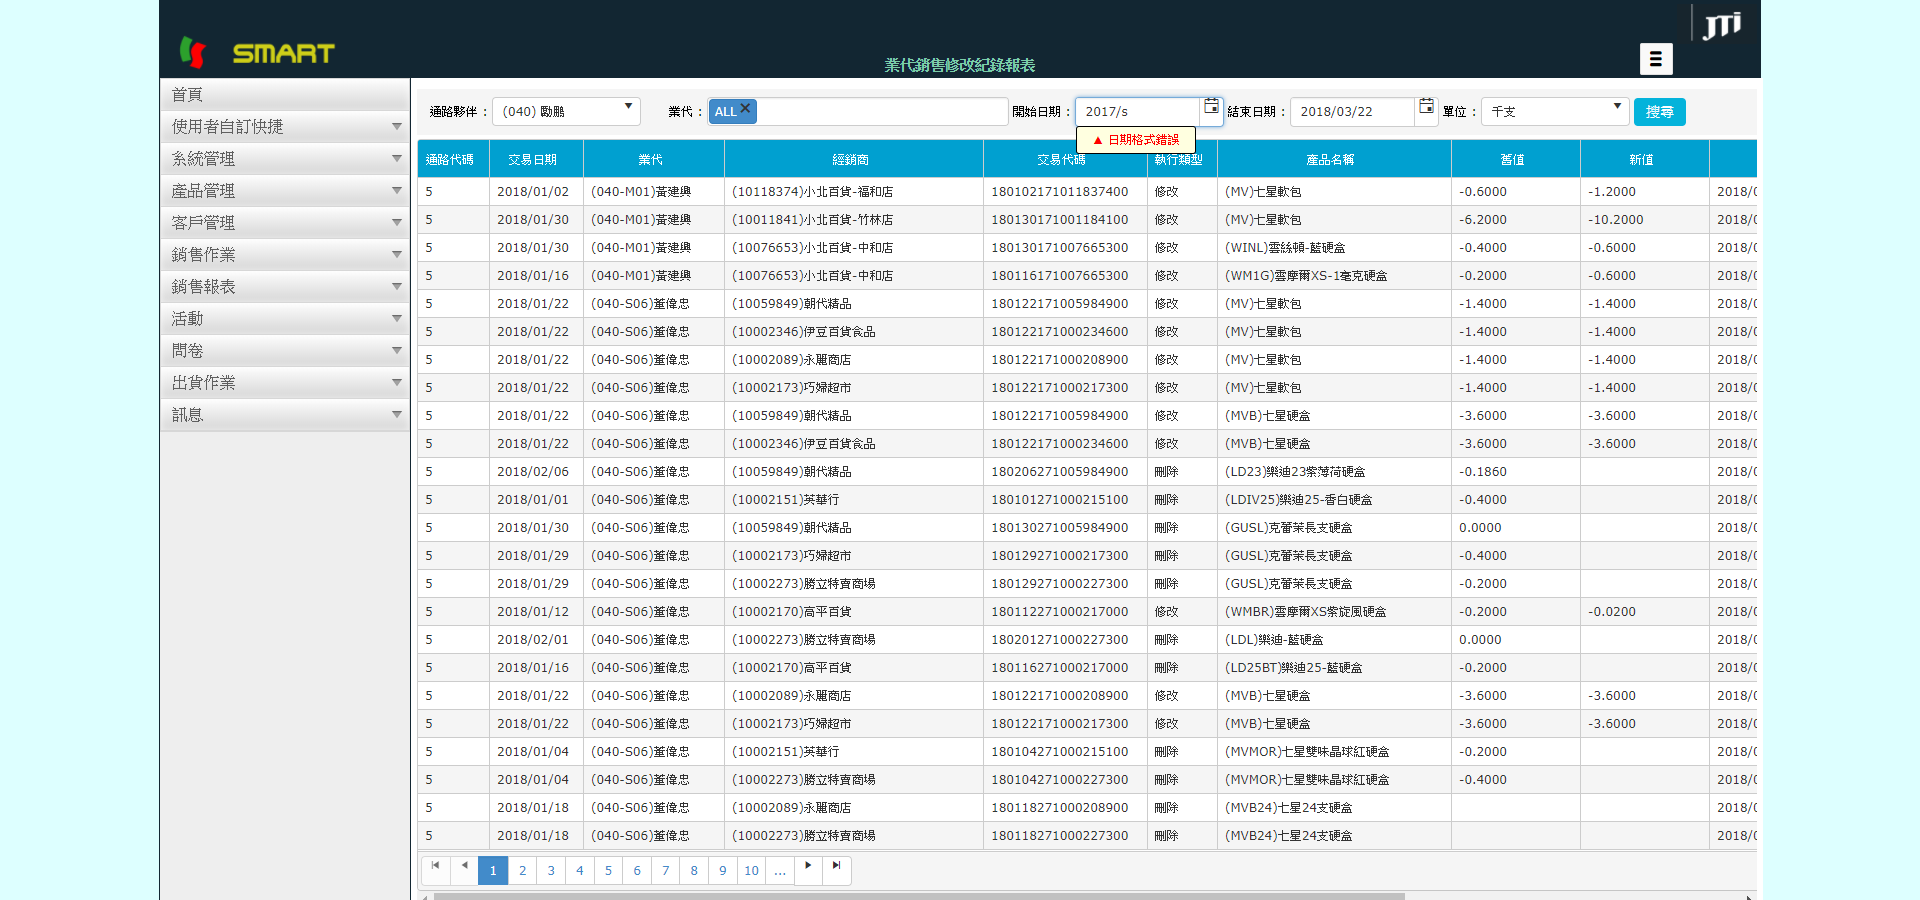 JTi
SMART
業代銷售修改紀錄報表
首頁
使用者自訂快捷
系統管理
產品管理
客戶管理
銷售作業
銷售報表
活動
問卷
出貨作業
訊息
通路夥伴： (040) 勵鵬 業代： ALL 開始日期： 2017/s 結束日期： 2018/03/22 單位： 千支 搜尋
▲ 日期格式錯誤
通路代碼 交易日期 業代 經銷商 交易代碼 執行類型 產品名稱 舊值 新值
5 2018/01/02 (040-M01)黃建興 (10118374)小北百貨-福和店 180102171011837400 修改 (MV)七星軟包 -0.6000 -1.2000 2018/0
5 2018/01/30 (040-M01)黃建興 (10011841)小北百貨-竹林店 180130171001184100 修改 (MV)七星軟包 -6.2000 -10.2000 2018/0
5 2018/01/30 (040-M01)黃建興 (10076653)小北百貨-中和店 180130171007665300 修改 (WINL)雲絲頓-藍硬盒 -0.4000 -0.6000 2018/0
5 2018/01/16 (040-M01)黃建興 (10076653)小北百貨-中和店 180116171007665300 修改 (WM1G)雲摩爾XS-1毫克硬盒 -0.2000 -0.6000 2018/0
5 2018/01/22 (040-S06)董偉忠 (10059849)朝代精品 180122171005984900 修改 (MV)七星軟包 -1.4000 -1.4000 2018/0
5 2018/01/22 (040-S06)董偉忠 (10002346)伊豆百貨食品 180122171000234600 修改 (MV)七星軟包 -1.4000 -1.4000 2018/0
5 2018/01/22 (040-S06)董偉忠 (10002089)永麗商店 180122171000208900 修改 (MV)七星軟包 -1.4000 -1.4000 2018/0
5 2018/01/22 (040-S06)董偉忠 (10002173)巧婦超市 180122171000217300 修改 (MV)七星軟包 -1.4000 -1.4000 2018/0
5 2018/01/22 (040-S06)董偉忠 (10059849)朝代精品 180122171005984900 修改 (MVB)七星硬盒 -3.6000 -3.6000 2018/0
5 2018/01/22 (040-S06)董偉忠 (10002346)伊豆百貨食品 180122171000234600 修改 (MVB)七星硬盒 -3.6000 -3.6000 2018/0
5 2018/02/06 (040-S06)董偉忠 (10059849)朝代精品 180206271005984900 刪除 (LD23)樂迪23紫薄荷硬盒 -0.1860 2018/0
5 2018/01/01 (040-S06)董偉忠 (10002151)英華行 180101271000215100 刪除 (LDIV25)樂迪25-香白硬盒 -0.4000 2018/0
5 2018/01/30 (040-S06)董偉忠 (10059849)朝代精品 180130271005984900 刪除 (GUSL)克蕾茉長支硬盒 0.0000 2018/0
5 2018/01/29 (040-S06)董偉忠 (10002173)巧婦超市 180129271000217300 刪除 (GUSL)克蕾茉長支硬盒 -0.4000 2018/0
5 2018/01/29 (040-S06)董偉忠 (10002273)勝立特賣商場 180129271000227300 刪除 (GUSL)克蕾茉長支硬盒 -0.2000 2018/0
5 2018/01/12 (040-S06)董偉忠 (10002170)高平百貨 180112271000217000 修改 (WMBR)雲摩爾XS紫旋風硬盒 -0.2000 -0.0200 2018/0
5 2018/02/01 (040-S06)董偉忠 (10002273)勝立特賣商場 180201271000227300 刪除 (LDL)樂迪-藍硬盒 0.0000 2018/0
5 2018/01/16 (040-S06)董偉忠 (10002170)高平百貨 180116271000217000 刪除 (LD25BT)樂迪25-藍硬盒 -0.2000 2018/0
5 2018/01/22 (040-S06)董偉忠 (10002089)永麗商店 180122171000208900 修改 (MVB)七星硬盒 -3.6000 -3.6000 2018/0
5 2018/01/22 (040-S06)董偉忠 (10002173)巧婦超市 180122171000217300 修改 (MVB)七星硬盒 -3.6000 -3.6000 2018/0
5 2018/01/04 (040-S06)董偉忠 (10002151)英華行 180104271000215100 刪除 (MVMOR)七星雙味晶球紅硬盒 -0.2000 2018/0
5 2018/01/04 (040-S06)董偉忠 (10002273)勝立特賣商場 180104271000227300 刪除 (MVMOR)七星雙味晶球紅硬盒 -0.4000 2018/0
5 2018/01/18 (040-S06)董偉忠 (10002089)永麗商店 180118271000208900 刪除 (MVB24)七星24支硬盒 2018/0
5 2018/01/18 (040-S06)董偉忠 (10002273)勝立特賣商場 180118271000227300 刪除 (MVB24)七星24支硬盒 2018/0
1 2 3 4 5 6 7 8 9 10 ...